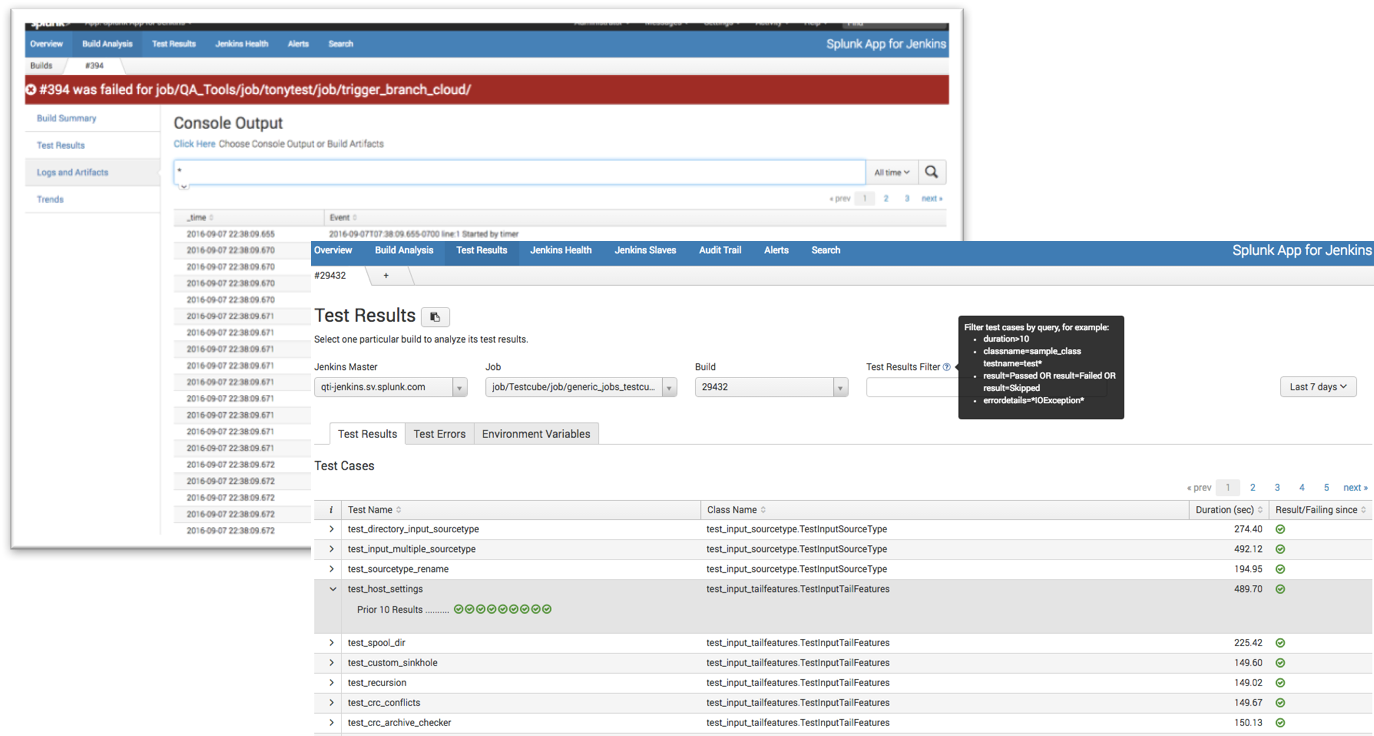 splunk> App: Splunk App for Jenkins Administrator Messages Settings Activity Help Find
Overview Build Analysis Test Results Jenkins Health Alerts Search Splunk App for Jenkins
Builds #394
#394 was failed for job/QA_Tools/job/tonytest/job/trigger_branch_cloud/
Build Summary
Test Results
Logs and Artifacts
Trends
Console Output
Click Here Choose Console Output or Build Artifacts
* All time
« prev 1 2 3 next »
_time Event
2016-09-07 22:38:09.655 2016-09-07T07:38:09.655-0700 line:1 Started by timer
2016-09-07 22:38:09.670
2016-09-07 22:38:09.670
2016-09-07 22:38:09.670
2016-09-07 22:38:09.670
2016-09-07 22:38:09.671
2016-09-07 22:38:09.671
2016-09-07 22:38:09.671
2016-09-07 22:38:09.671
2016-09-07 22:38:09.671
2016-09-07 22:38:09.671
2016-09-07 22:38:09.671
2016-09-07 22:38:09.671
2016-09-07 22:38:09.671
2016-09-07 22:38:09.672
2016-09-07 22:38:09.672
2016-09-07 22:38:09.672
2016-09-07 22:38:09.672
2016-09-07 22:38:09.672
Overview Build Analysis Test Results Jenkins Health Jenkins Slaves Audit Trail Alerts Search Splunk App for Jenkins
#29432 +
Test Results
Select one particular build to analyze its test results.
Jenkins Master Job Build Test Results Filter ?
qti-jenkins.sv.splunk.com job/Testcube/job/generic_jobs_testcu... 29432 Last 7 days
Filter test cases by query, for example:
• duration>10
• classname=sample_class
testname=test*
• result=Passed OR result=Failed OR
result=Skipped
• errordetails=*IOException*
Test Results Test Errors Environment Variables
Test Cases
« prev 1 2 3 4 5 next »
i Test Name Class Name Duration (sec) Result/Failing since
test_directory_input_sourcetype test_input_sourcetype.TestInputSourceType 274.40
test_input_multiple_sourcetype test_input_sourcetype.TestInputSourceType 492.12
test_sourcetype_rename test_input_sourcetype.TestInputSourceType 194.95
test_host_settings test_input_tailfeatures.TestInputTailFeatures 489.70
Prior 10 Results ..........
test_spool_dir test_input_tailfeatures.TestInputTailFeatures 225.42
test_custom_sinkhole test_input_tailfeatures.TestInputTailFeatures 149.60
test_recursion test_input_tailfeatures.TestInputTailFeatures 149.02
test_crc_conflicts test_input_tailfeatures.TestInputTailFeatures 149.67
test_crc_archive_checker test_input_tailfeatures.TestInputTailFeatures 150.13